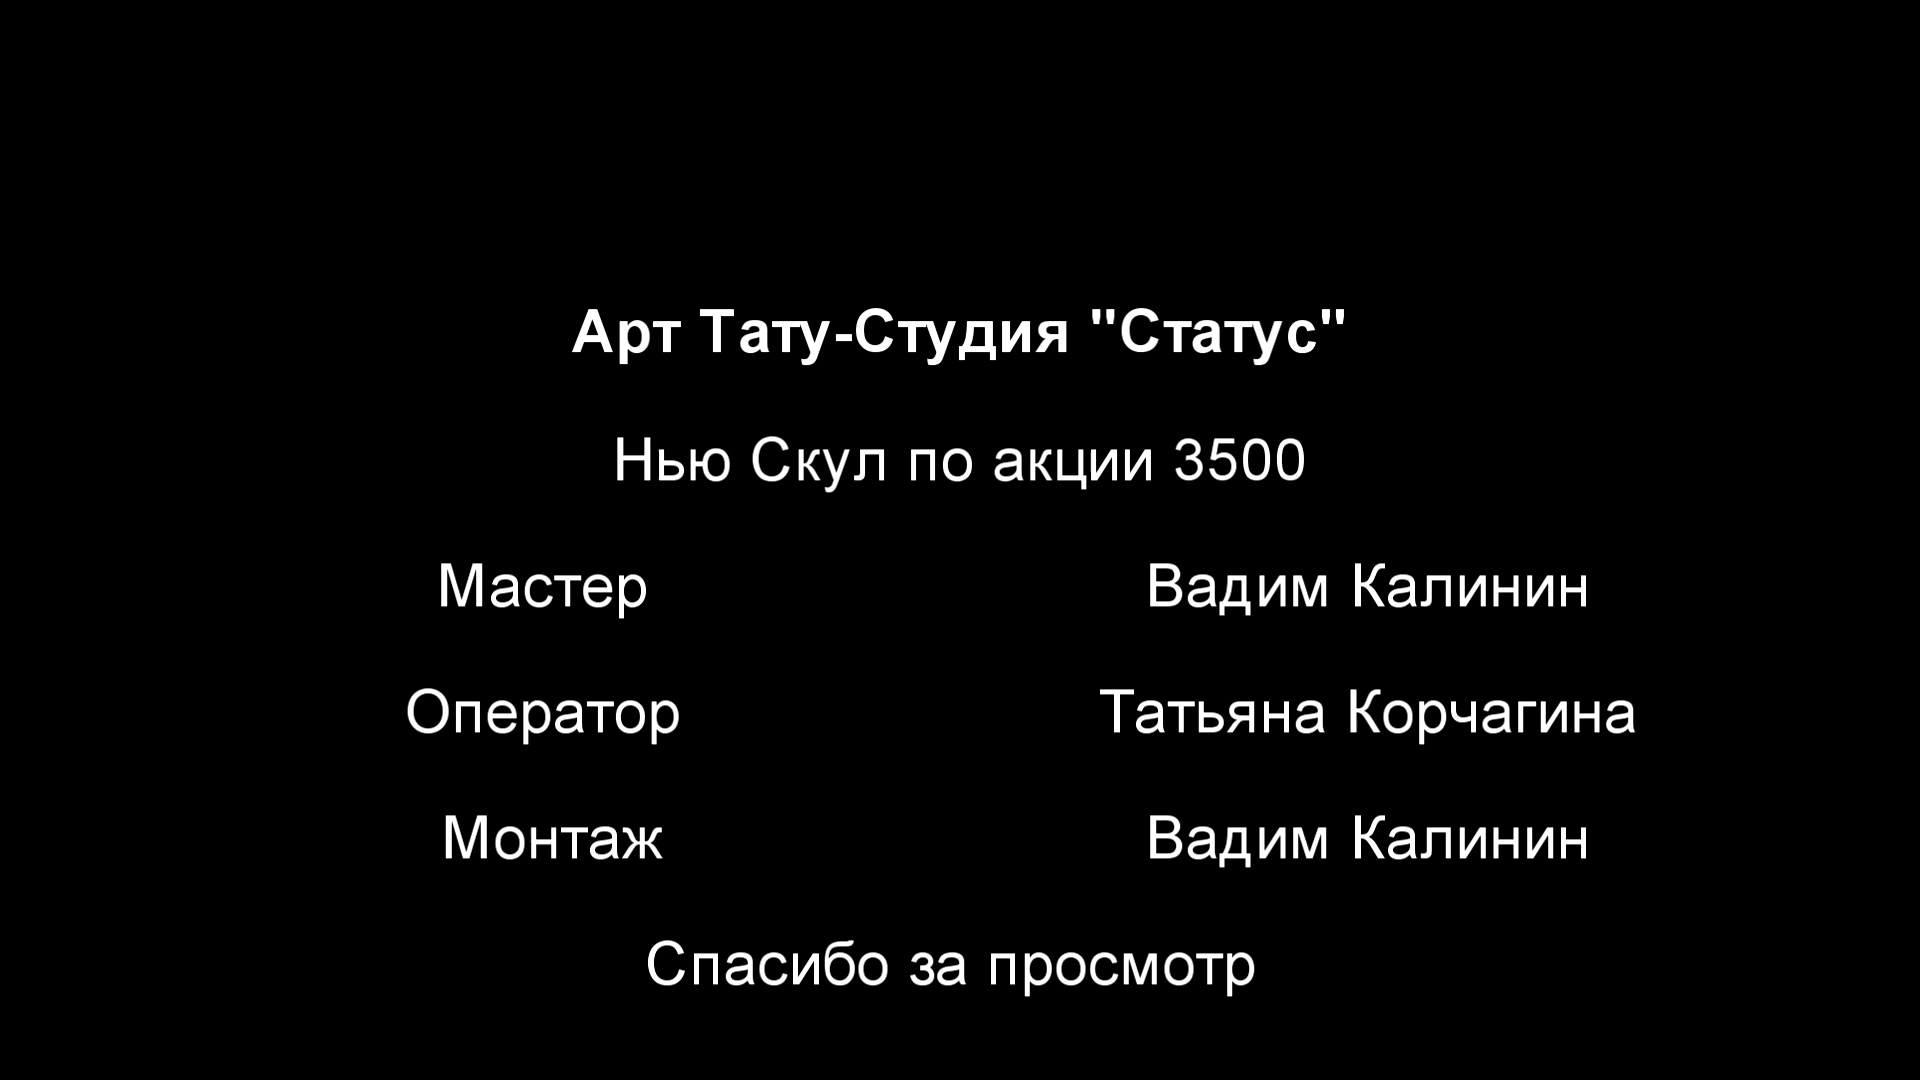 Арт Тату-Студия "Статус"
Нью Скул по акции 3500
Мастер Вадим Калинин
Оператор Татьяна Корчагина
Монтаж Вадим Калинин
Спасибо за просмотр